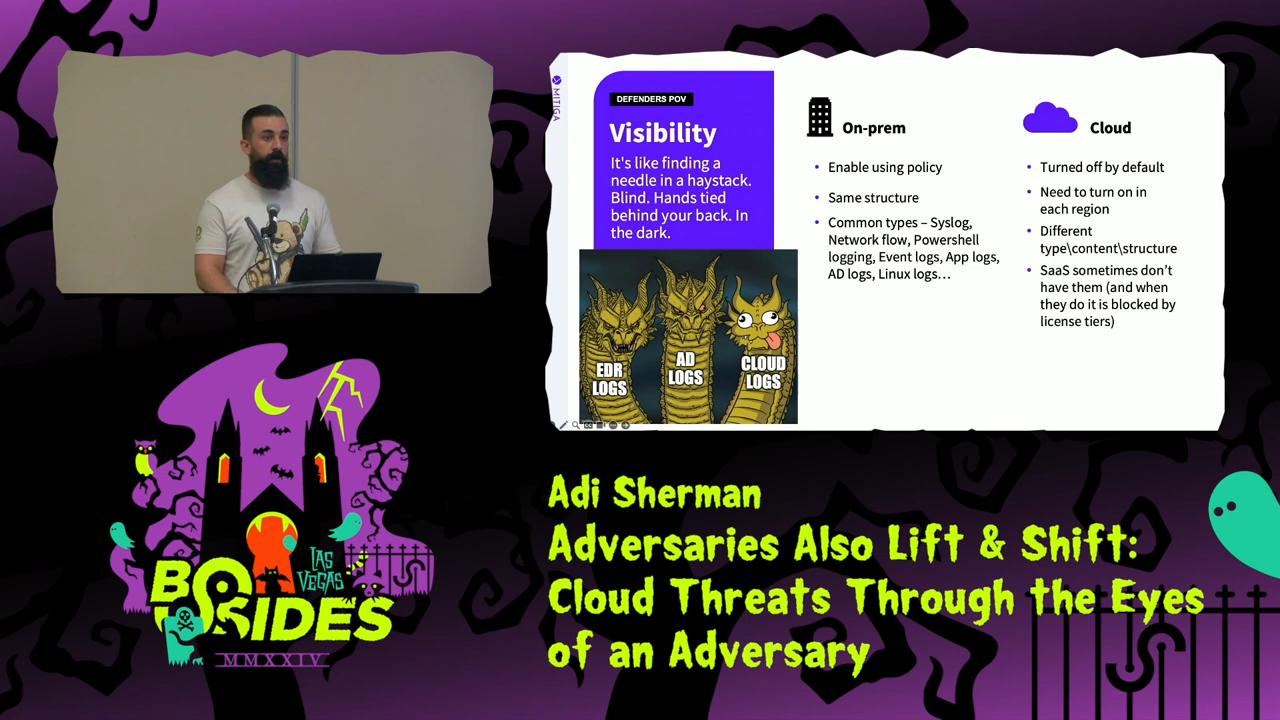 MITIGA
DEFENDERS POV
Visibility
It's like finding a
needle in a haystack.
Blind. Hands tied
behind your back. In
the dark.
EDR
LOGS
AD
LOGS
CLOUD
LOGS
On-prem
• Enable using policy
• Same structure
• Common types – Syslog,
Network flow, Powershell
logging, Event logs, App logs,
AD logs, Linux logs…
Cloud
• Turned off by default
• Need to turn on in
each region
• Different
type\content\structure
• SaaS sometimes don't
have them (and when
they do it is blocked by
license tiers)
BSIDES
LAS
VEGAS
MMXXIV
Adi Sherman
Adversaries Also Lift & Shift:
Cloud Threats Through the Eyes
of an Adversary